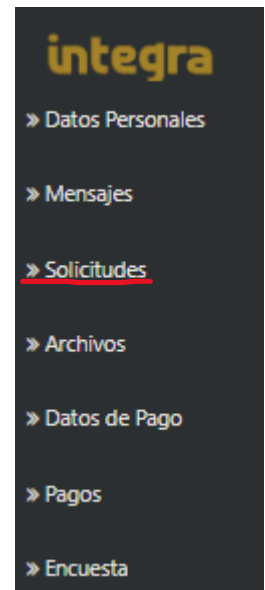 integra
» Datos Personales
» Mensajes
» Solicitudes
» Archivos
» Datos de Pago
» Pagos
» Encuesta